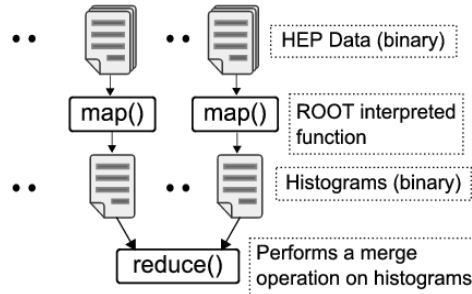 HEP Data (binary)
map()
map()
ROOT interpreted
function
Histograms (binary)
reduce()
Performs a merge
operation on histograms